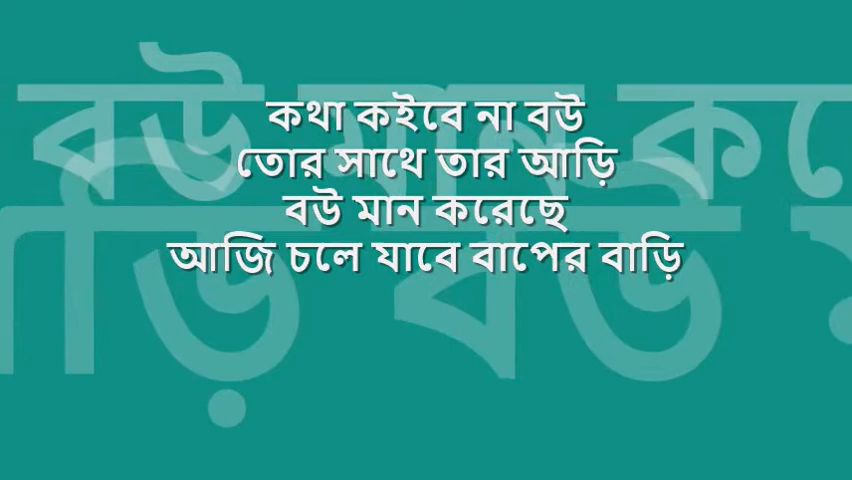 কথা কইবে না বউ
তোর সাথে তার আড়ি
বউ মান করেছে
আজি চলে যাবে বাপের বাড়ি